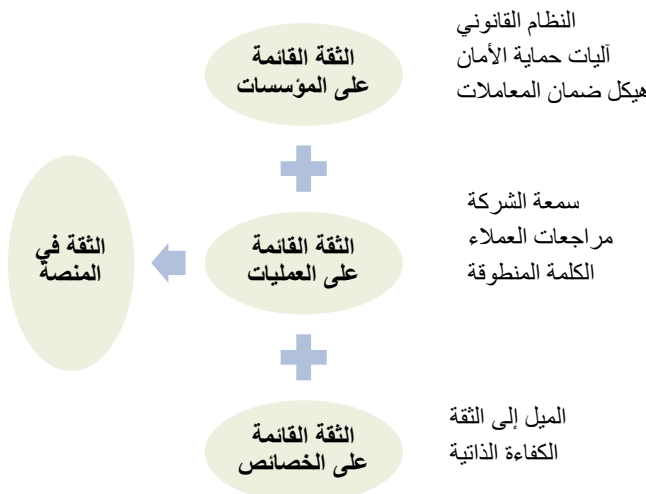 النظام القانوني
آليات حماية الأمان
هيكل ضمان المعاملات
الثقة القائمة
على المؤسسات
سمعة الشركة
مراجعات العملاء
الكلمة المنطوقة
الثقة القائمة
على العمليات
الثقة في
المنصة
الميل إلى الثقة
الكفاءة الذاتية
الثقة القائمة
على الخصائص